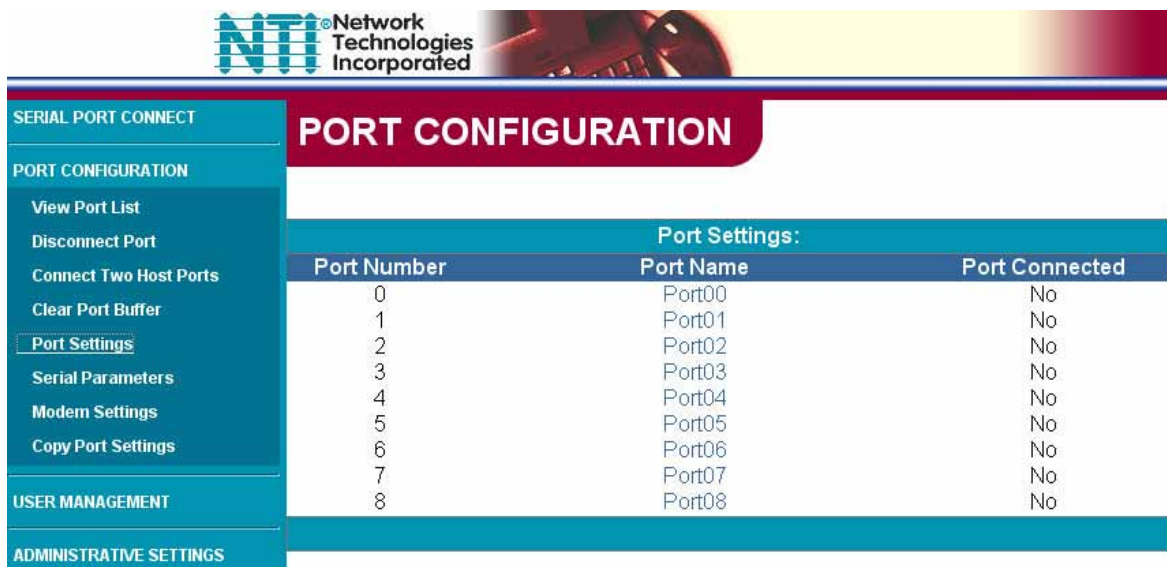 NTI®Network
Technologies
Incorporated
SERIAL PORT CONNECT
PORT CONFIGURATION
View Port List
Disconnect Port
Connect Two Host Ports
Clear Port Buffer
Port Settings
Serial Parameters
Modem Settings
Copy Port Settings
USER MANAGEMENT
ADMINISTRATIVE SETTINGS
PORT CONFIGURATION
Port Settings:
Port Number Port Name Port Connected
0 Port00 No
1 Port01 No
2 Port02 No
3 Port03 No
4 Port04 No
5 Port05 No
6 Port06 No
7 Port07 No
8 Port08 No